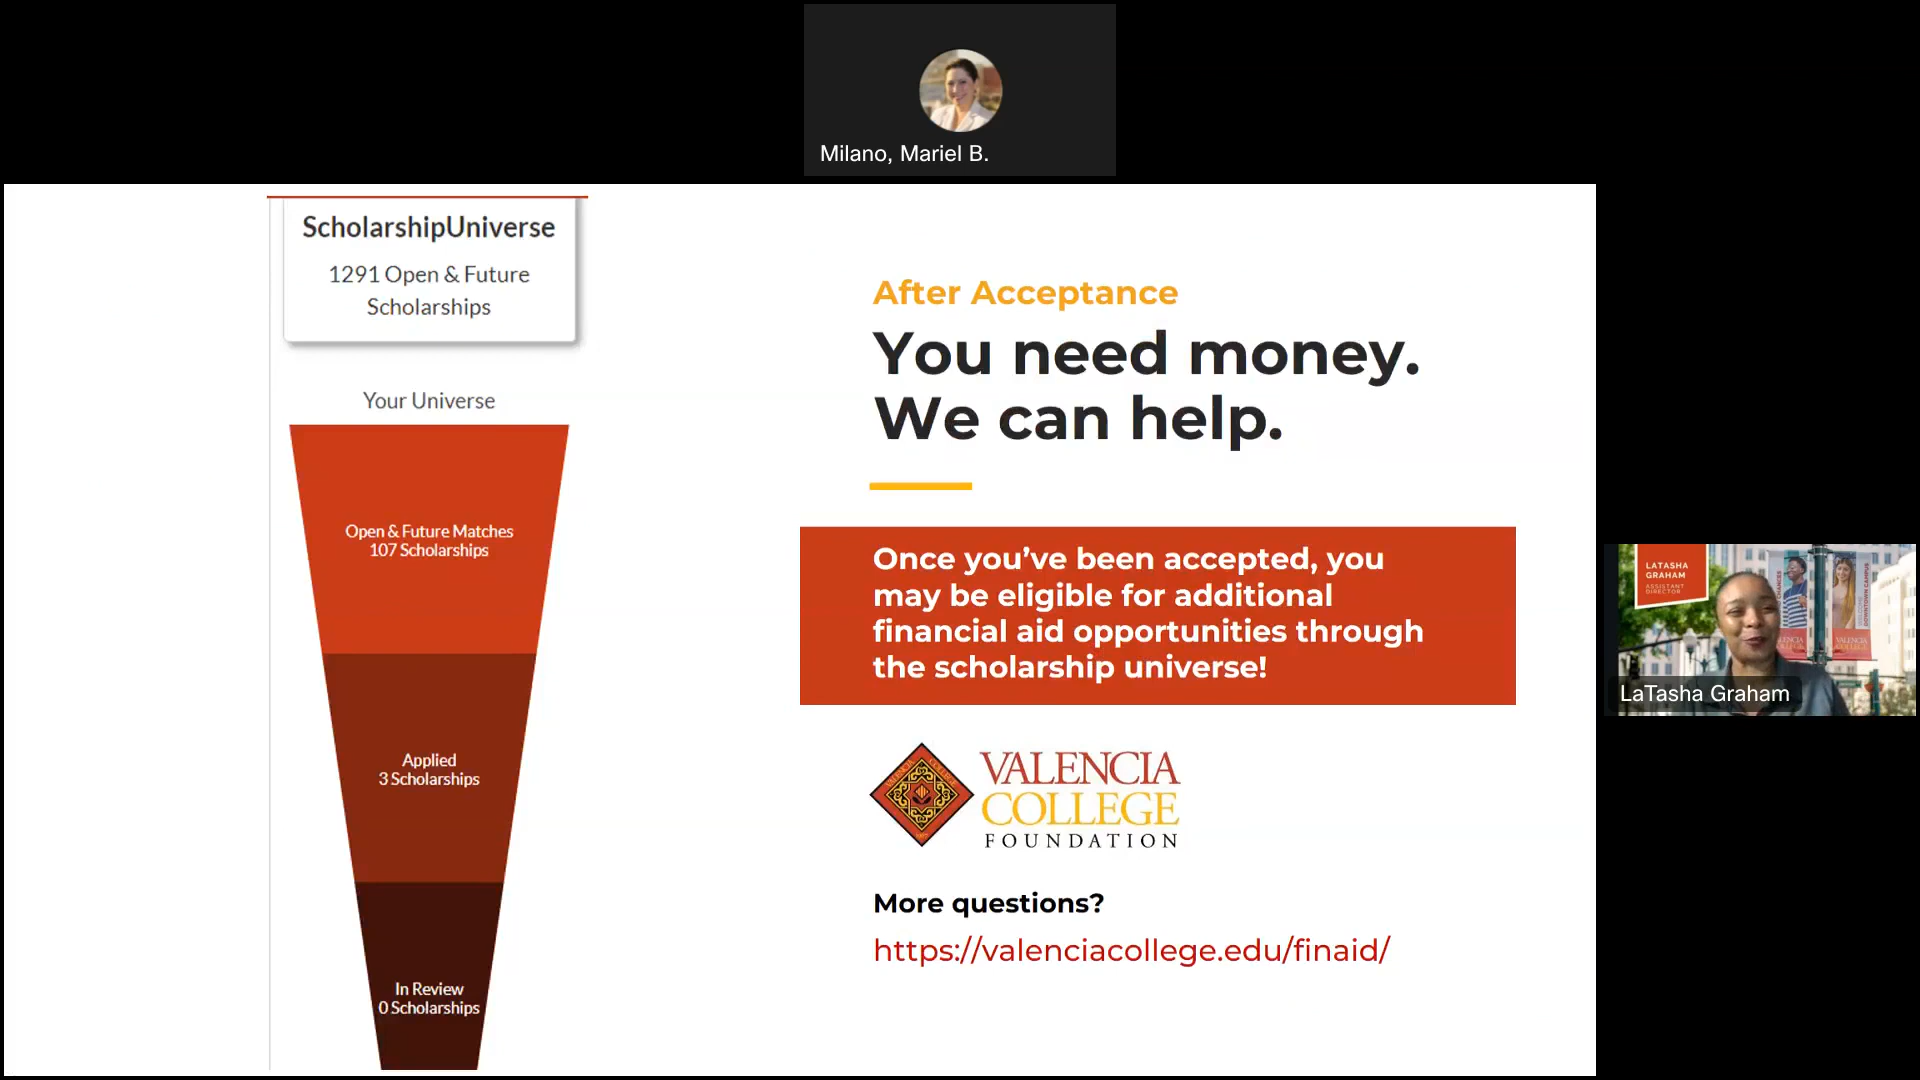 Milano, Mariel B.
ScholarshipUniverse
1291 Open & Future
Scholarships
Your Universe
Open & Future Matches
107 Scholarships
Applied
3 Scholarships
In Review
0 Scholarships
After Acceptance
You need money.
We can help.
Once you’ve been accepted, you
may be eligible for additional
financial aid opportunities through
the scholarship universe!
VALENCIA
COLLEGE
FOUNDATION
More questions?
https://valenciacollege.edu/finaid/
LATASHA
GRAHAM
ASSISTANT
DIRECTOR
LaTasha Graham